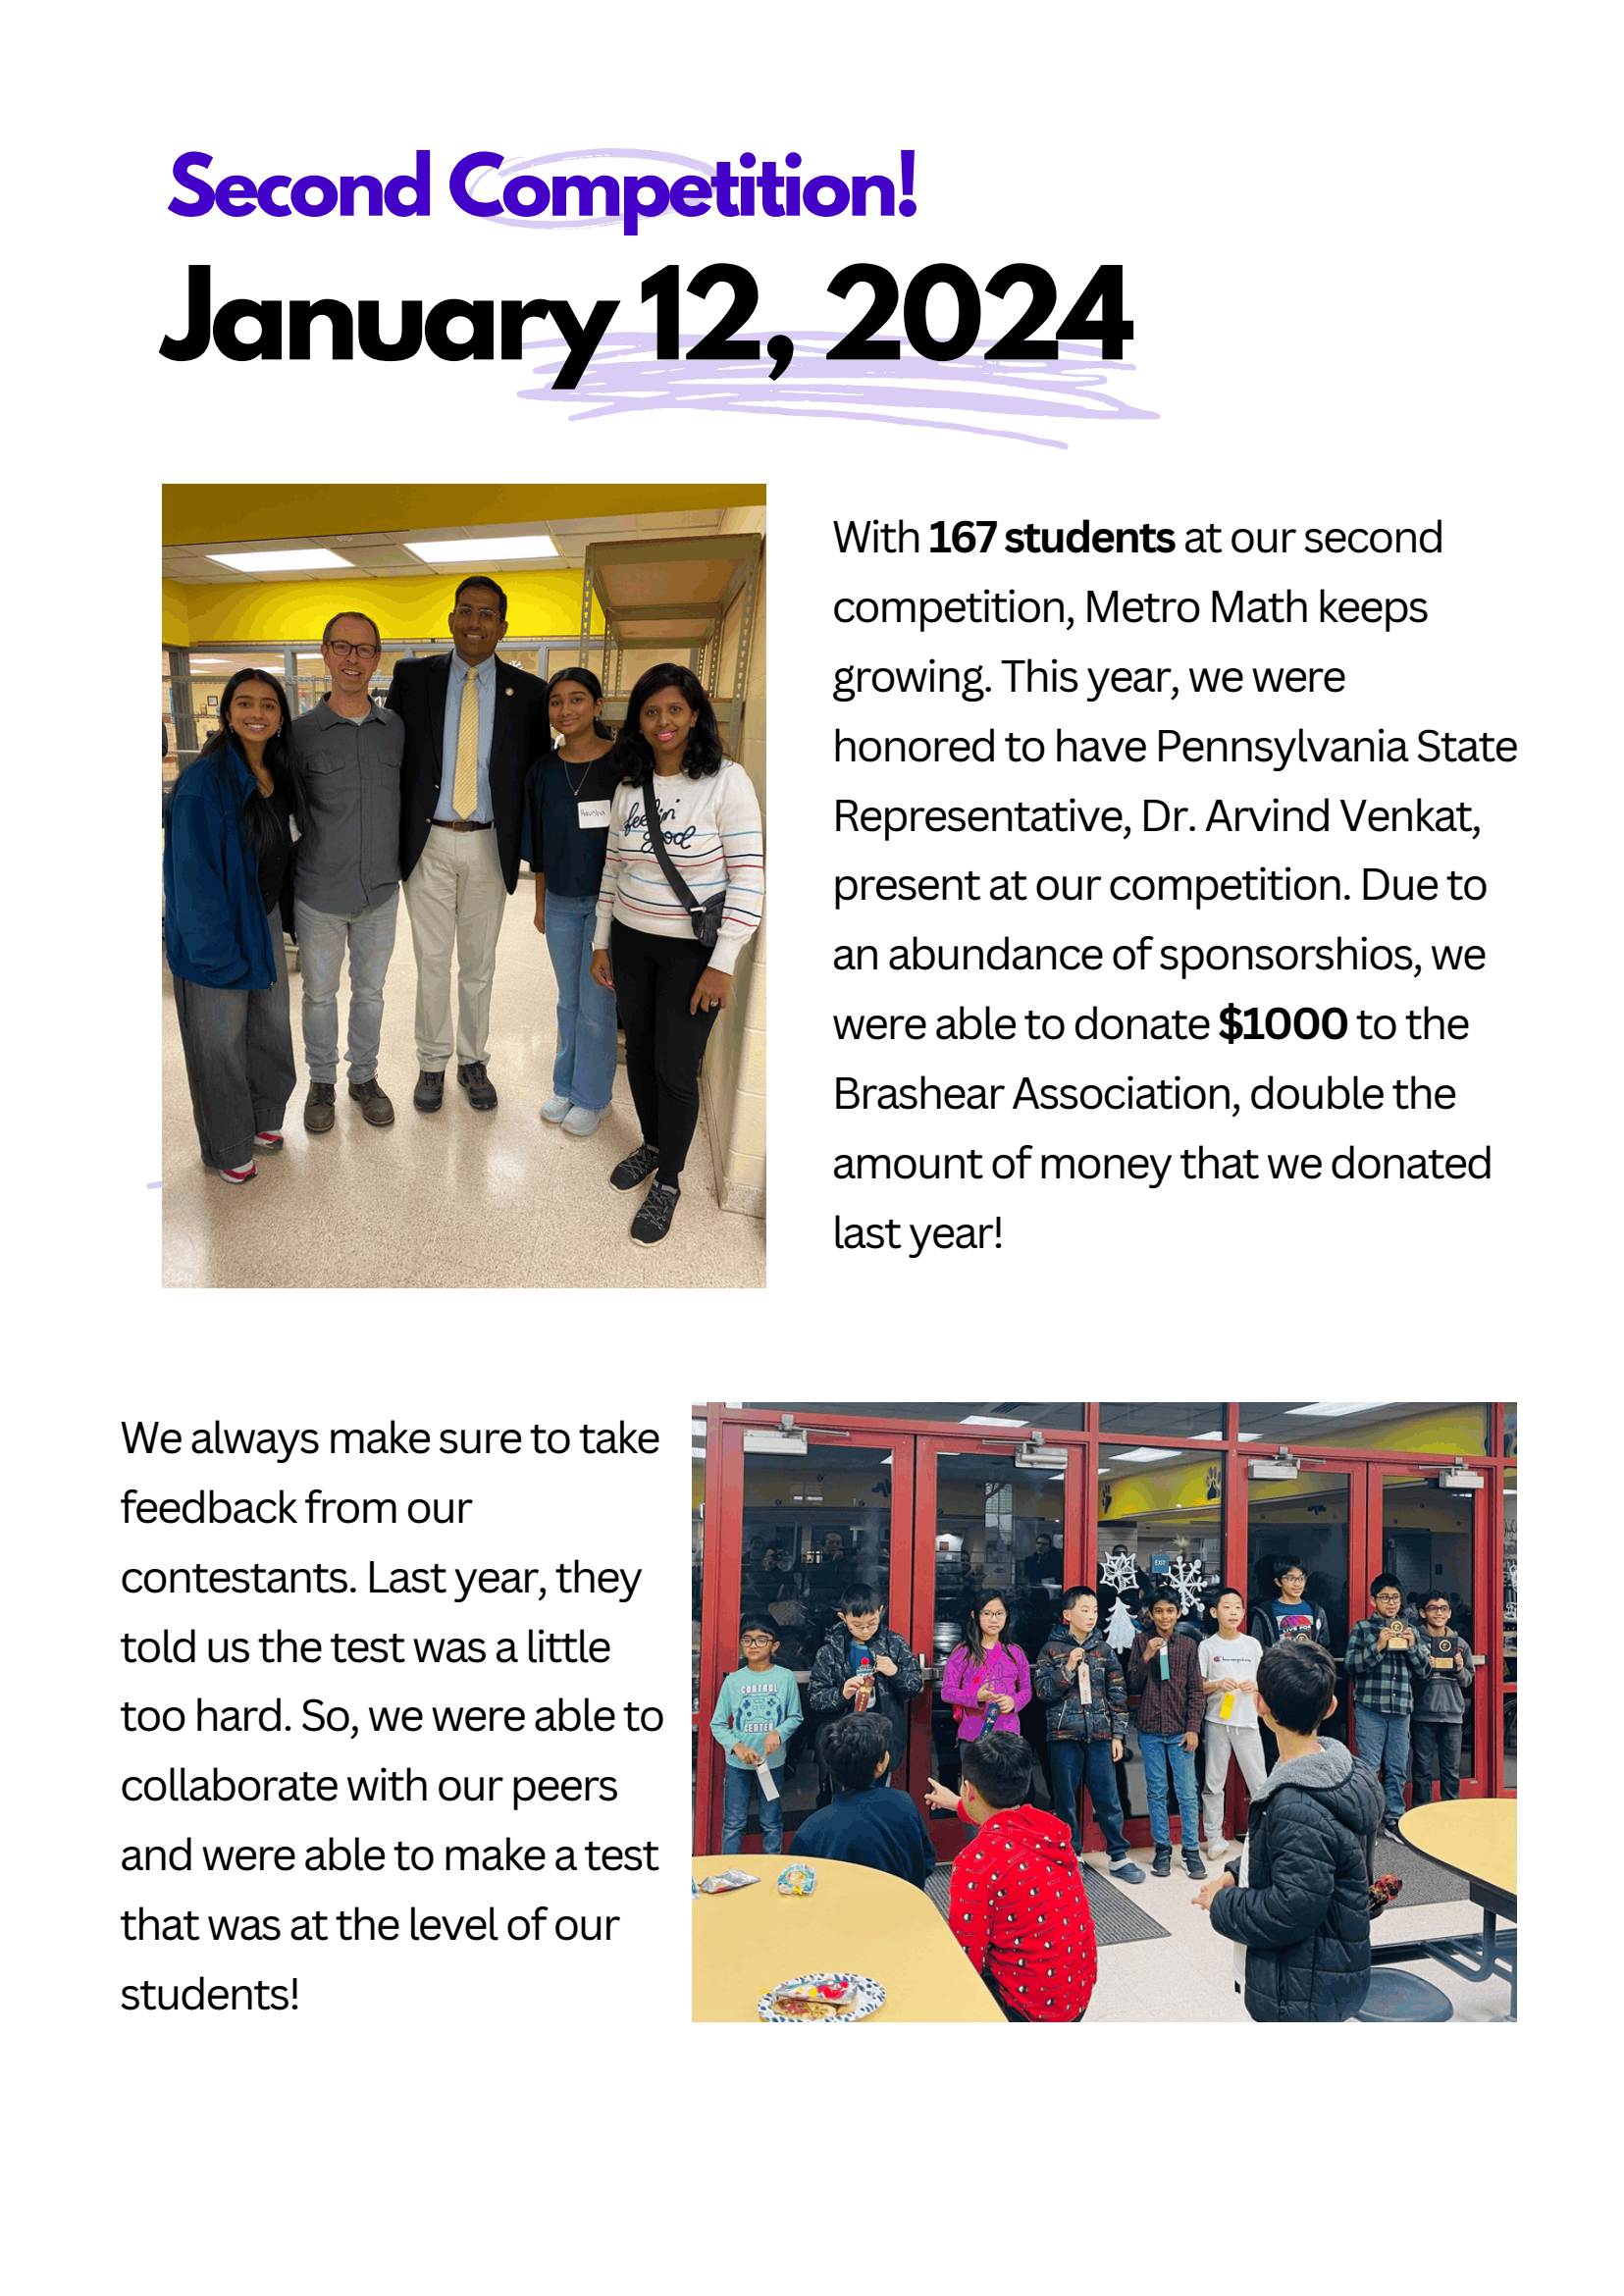 Second Competition!
January 12, 2024
With 167 students at our second
competition, Metro Math keeps
growing. This year, we were
honored to have Pennsylvania State
Representative, Dr. Arvind Venkat,
present at our competition. Due to
an abundance of sponsorshios, we
were able to donate $1000 to the
Brashear Association, double the
amount of money that we donated
last year!
feelin'
good
We always make sure to take
feedback from our
contestants. Last year, they
told us the test was a little
too hard. So, we were able to
collaborate with our peers
and were able to make a test
that was at the level of our
students!
EXIT
CONTROL
CENTER